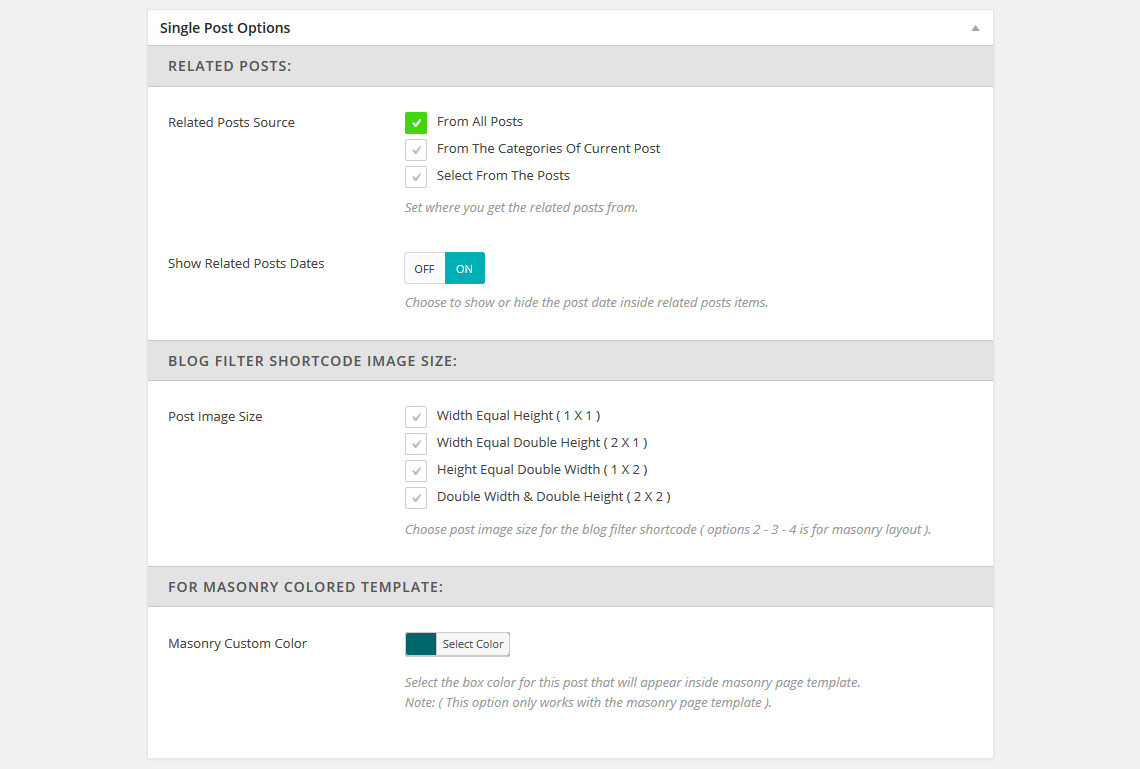 Single Post Options
RELATED POSTS:
Related Posts Source
From All Posts
From The Categories Of Current Post
Select From The Posts
Set where you get the related posts from.
Show Related Posts Dates
OFF ON
Choose to show or hide the post date inside related posts items.
BLOG FILTER SHORTCODE IMAGE SIZE:
Post Image Size
Width Equal Height ( 1 X 1 )
Width Equal Double Height ( 2 X 1 )
Height Equal Double Width ( 1 X 2 )
Double Width & Double Height ( 2 X 2 )
Choose post image size for the blog filter shortcode ( options 2 - 3 - 4 is for masonry layout ).
FOR MASONRY COLORED TEMPLATE:
Masonry Custom Color
Select Color
Select the box color for this post that will appear inside masonry page template.
Note: ( This option only works with the masonry page template ).